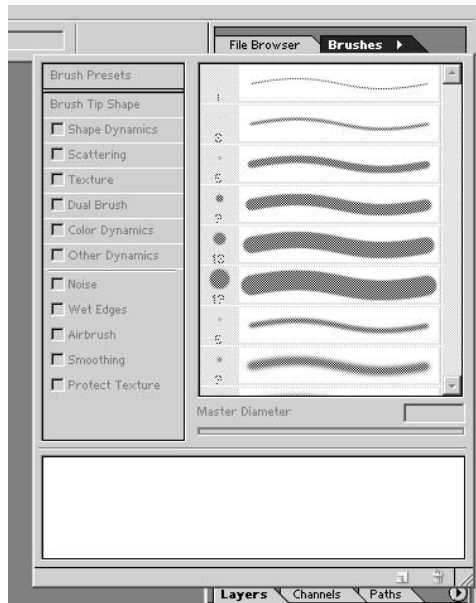 File Browser Brushes
Brush Presets
Brush Tip Shape
Shape Dynamics
Scattering
Texture
Dual Brush
Color Dynamics
Other Dynamics
Noise
Wet Edges
Airbrush
Smoothing
Protect Texture
1
3
5
9
13
19
5
9
Master Diameter
Layers Channels Paths